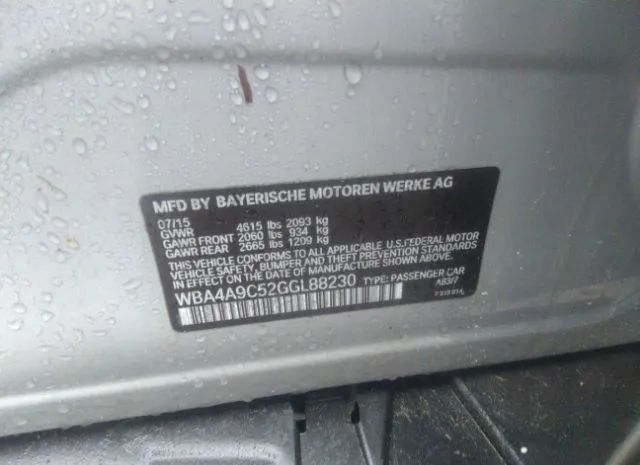 MFD BY BAYERISCHE MOTOREN WERKE AG
07/15
GVWR 4615 lbs 2093 kg
GAWR FRONT 2060 lbs 934 kg
GAWR REAR 2665 lbs 1209 kg
THIS VEHICLE CONFORMS TO ALL APPLICABLE U.S.FEDERAL MOTOR
VEHICLE SAFETY, BUMPER, AND THEFT PREVENTION STANDARDS
IN EFFECT ON THE DATE OF MANUFACTURE SHOWN ABOVE.
WBA4A9C52GGL88230 TYPE: PASSENGER CAR
A83/7